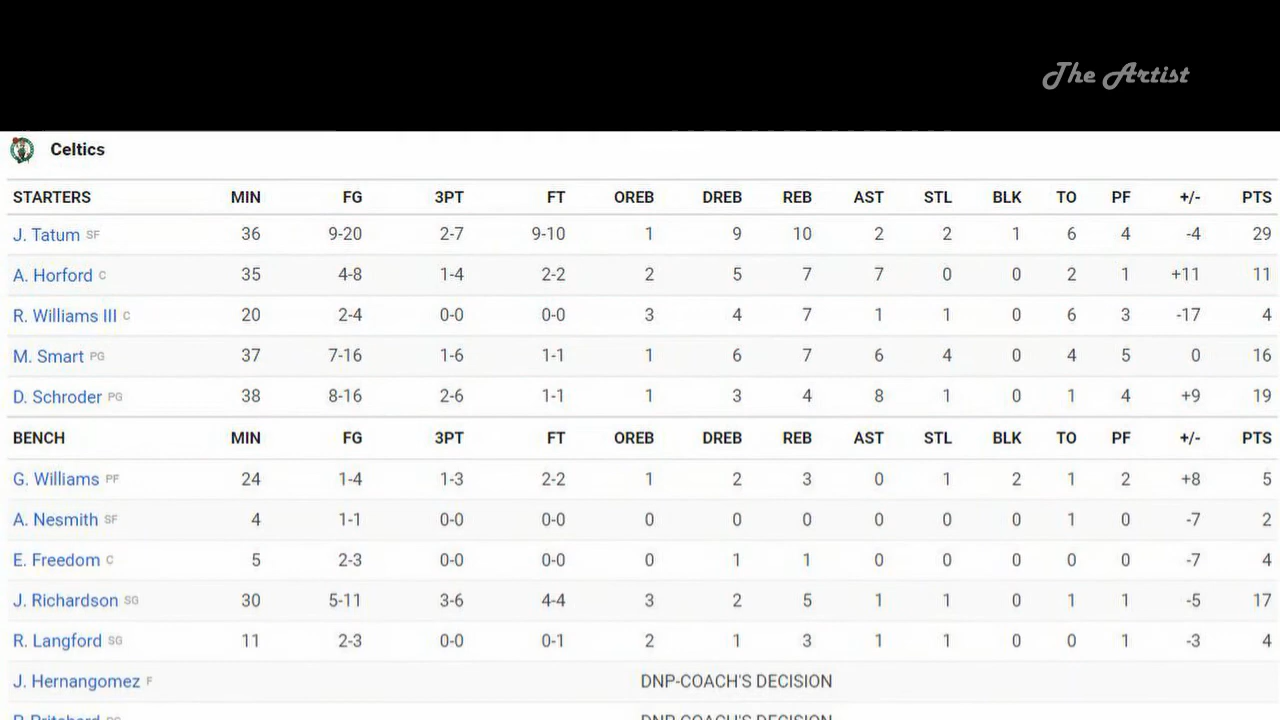 The Artist
Celtics
STARTERS MIN FG 3PT FT OREB DREB REB AST STL BLK TO PF +/- PTS
J. Tatum SF 36 9-20 2-7 9-10 1 9 10 2 2 1 6 4 -4 29
A. Horford C 35 4-8 1-4 2-2 2 5 7 7 0 0 2 1 +11 11
R. Williams III C 20 2-4 0-0 0-0 3 4 7 1 1 0 6 3 -17 4
M. Smart PG 37 7-16 1-6 1-1 1 6 7 6 4 0 4 5 0 16
D. Schroder PG 38 8-16 2-6 1-1 1 3 4 8 1 0 1 4 +9 19
BENCH MIN FG 3PT FT OREB DREB REB AST STL BLK TO PF +/- PTS
G. Williams PF 24 1-4 1-3 2-2 1 2 3 0 1 2 1 2 +8 5
A. Nesmith SF 4 1-1 0-0 0-0 0 0 0 0 0 0 1 0 -7 2
E. Freedom C 5 2-3 0-0 0-0 0 1 1 0 0 0 0 0 -7 4
J. Richardson SG 30 5-11 3-6 4-4 3 2 5 1 1 0 1 1 -5 17
R. Langford SG 11 2-3 0-0 0-1 2 1 3 1 1 0 0 1 -3 4
J. Hernangomez F DNP-COACH'S DECISION
P. Pritchard PG DNP-COACH'S DECISION